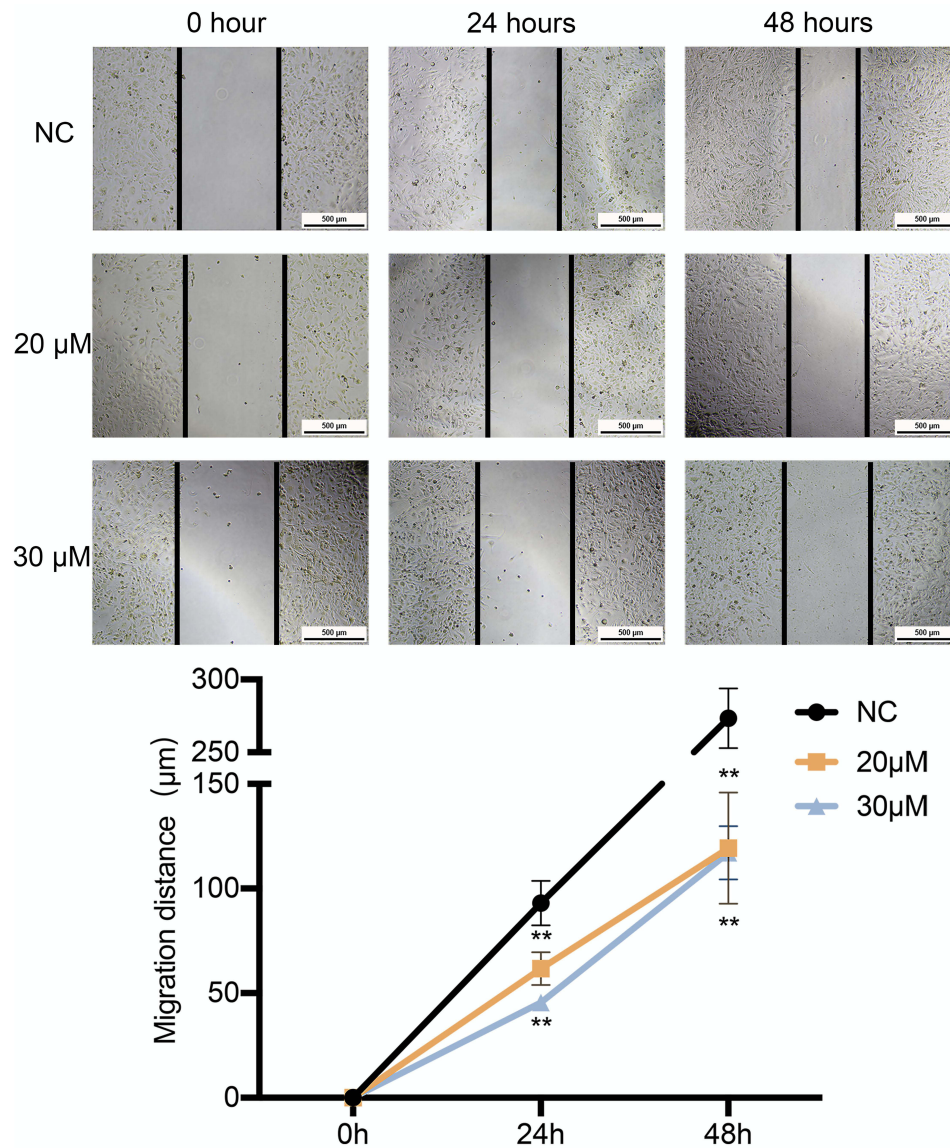 0 hour 24 hours 48 hours
NC
500 µm 500 µm 500 µm
20 µM
500 µm 500 µm 500 µm
30 µM
500 µm 500 µm 500 µm
Migration distance (µm)
300
250
150
100
50
0
**
**
**
**
0h 24h 48h
NC
20µM
30µM